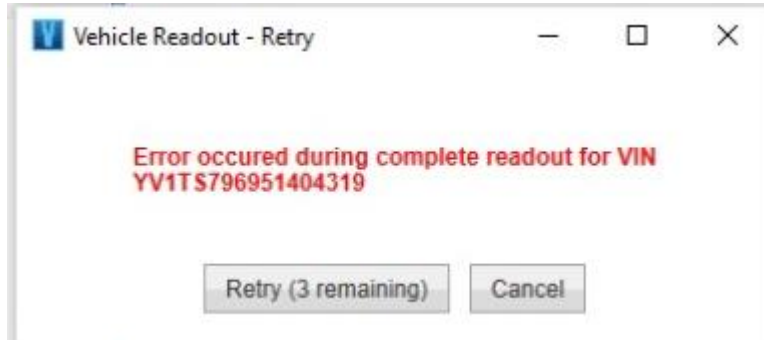 Vehicle Readout - Retry
Error occured during complete readout for VIN
YV1TS796951404319
Retry (3 remaining) Cancel